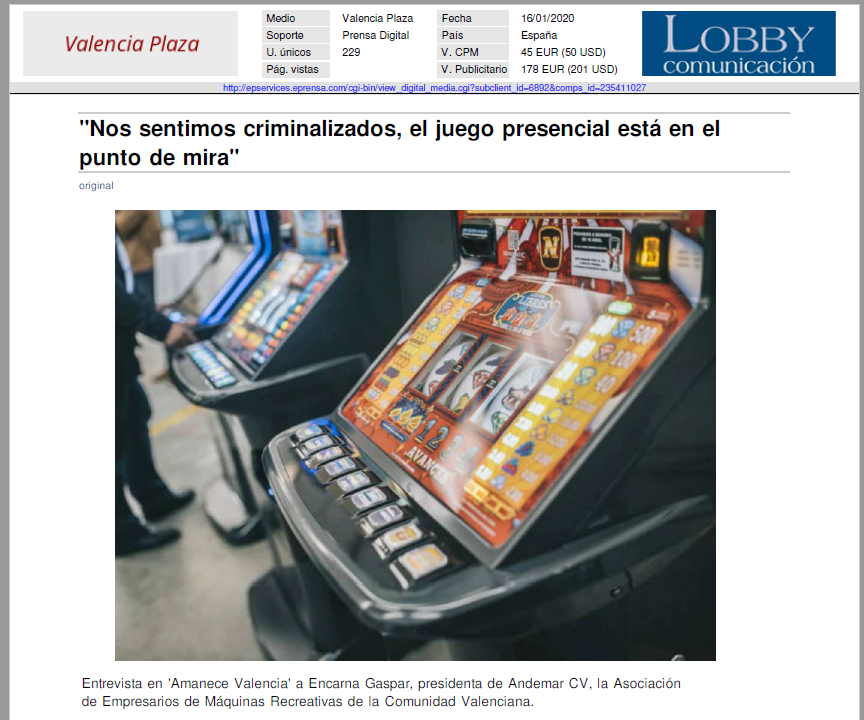 Valencia Plaza
Medio Valencia Plaza Fecha 16/01/2020
Soporte Prensa Digital País España
U. únicos 229 V. CPM 45 EUR (50 USD)
Pág. vistas V. Publicitario 178 EUR (201 USD)
LOBBY
comunicación
http://epservices.eprensa.com/cgi-bin/view_digital_media.cgi?subclient_id=6892&comps_id=235411027
"Nos sentimos criminalizados, el juego presencial está en el
punto de mira"
original
N
AVANCES
Entrevista en 'Amanece Valencia' a Encarna Gaspar, presidenta de Andemar CV, la Asociación
de Empresarios de Máquinas Recreativas de la Comunidad Valenciana.